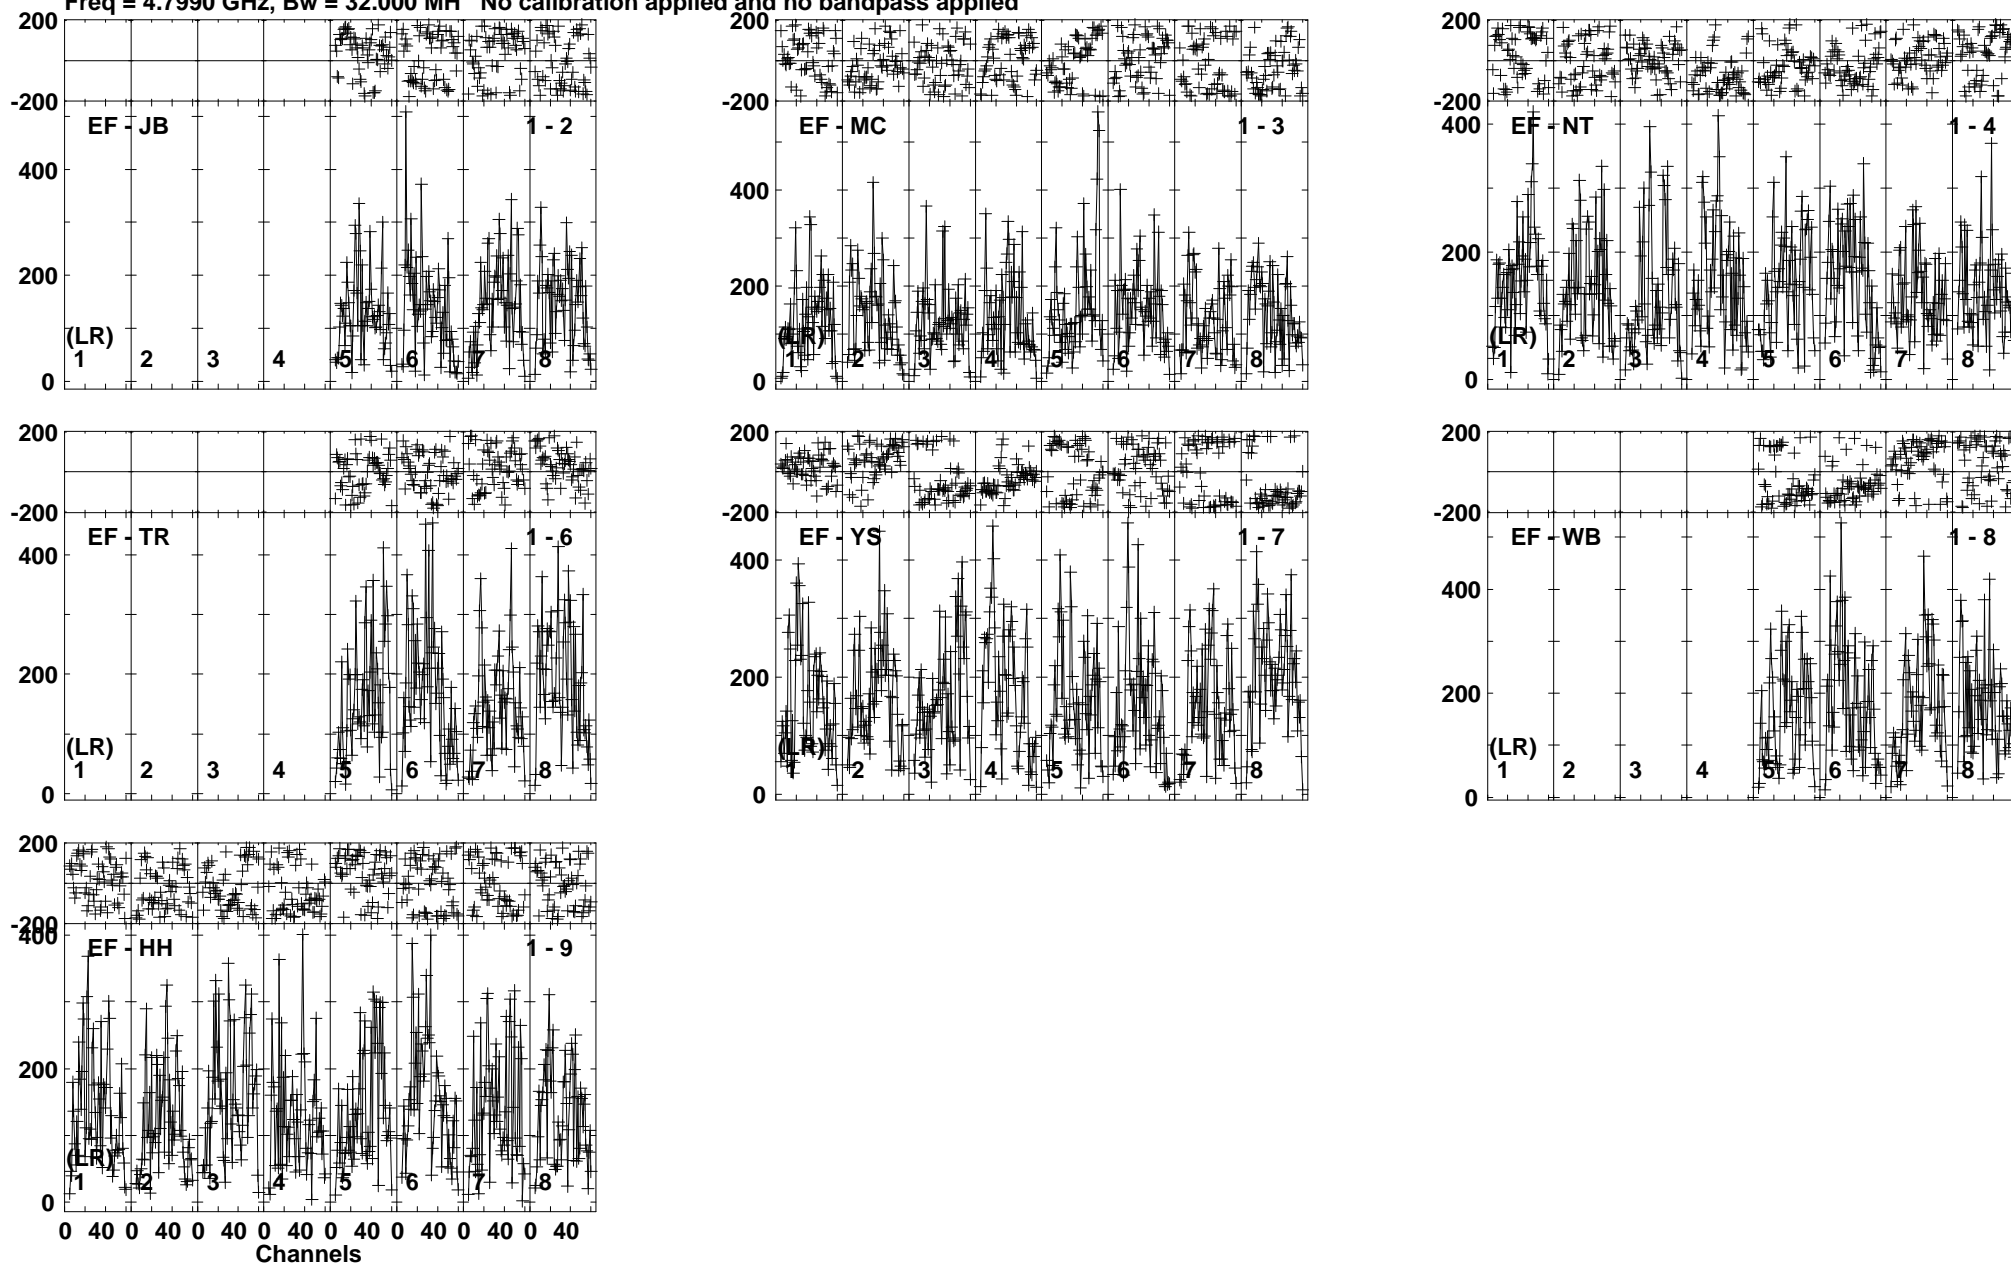 Freq = 4.7990 GHz, Bw = 32.000 MH No calibration applied and no bandpass applied
200 200 200
-200 -200 -200
EF - JB 1 - 2 EF - MC 1 - 3 EF - NT 1 - 4
400 400 400
200 200 200
(LR) (LR) (LR)
1 2 3 4 5 6 7 8 1 2 3 4 5 6 7 8 1 2 3 4 5 6 7 8
0 0 0
200 200 200
-200 -200 -200
EF - TR 1 - 6 EF - YS 1 - 7 EF - WB 1 - 8
400 400 400
200 200 200
(LR) (LR) (LR)
1 2 3 4 5 6 7 8 1 2 3 4 5 6 7 8 1 2 3 4 5 6 7 8
0 0 0
200
-200
400
EF - HH 1 - 9
200
(LR)
1 2 3 4 5 6 7 8
0
0 40 0 40 0 40 0 40 0 40 0 40 0 40 0 40
Channels